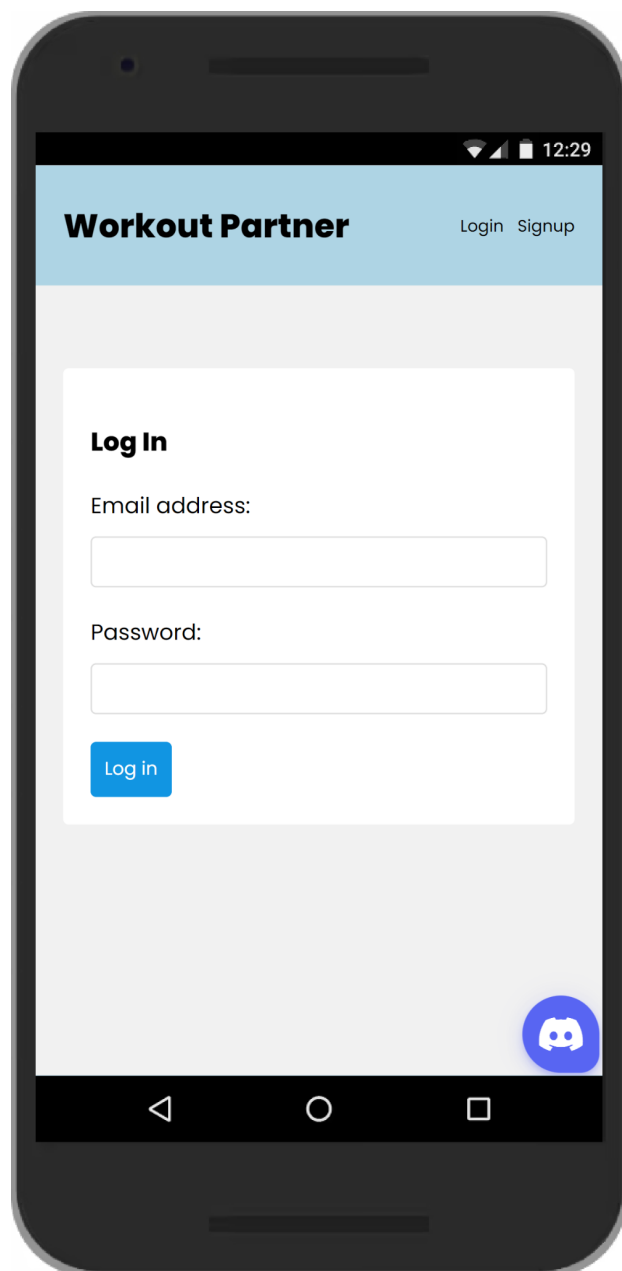 12:29
Workout Partner
Login Signup
Log In
Email address:
Password:
Log in